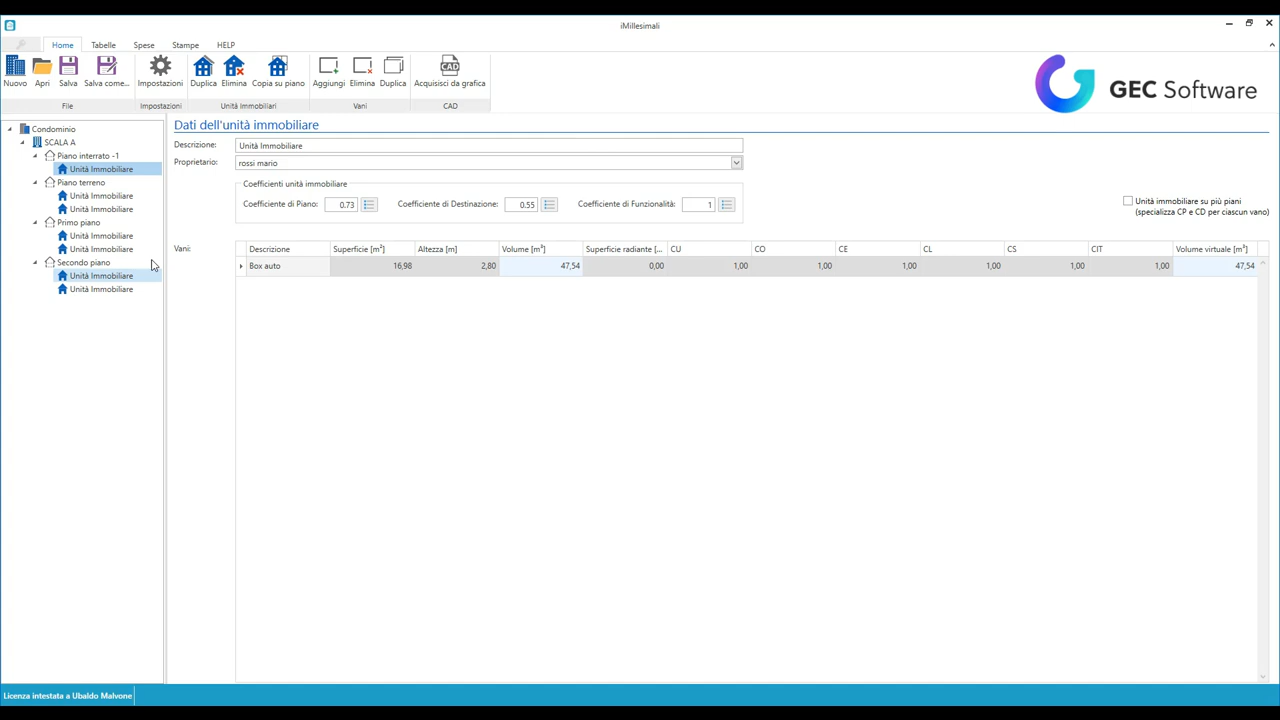 iMillesimali
Home Tabelle Spese Stampe HELP
Nuovo Apri Salva Salva come... Impostazioni Duplica Elimina Copia su piano Aggiungi Elimina Duplica CAD Acquisisci da grafica
File Impostazioni Unità Immobiliari Vani CAD
GEC Software
Condominio
SCALA A
Piano interrato -1
Unità Immobiliare
Piano terreno
Unità Immobiliare
Unità Immobiliare
Primo piano
Unità Immobiliare
Unità Immobiliare
Secondo piano
Unità Immobiliare
Unità Immobiliare
Dati dell'unità immobiliare
Descrizione: Unità Immobiliare
Proprietario: rossi mario
Coefficienti unità immobiliare
Coefficiente di Piano: 0.73 Coefficiente di Destinazione: 0.55 Coefficiente di Funzionalità: 1
Unità immobiliare su più piani
(specializza CP e CD per ciascun vano)
Vani: Descrizione Superficie [m²] Altezza [m] Volume [m³] Superficie radiante [... CU CO CE CL CS CIT Volume virtuale [m³]
Box auto 16,98 2,80 47,54 0,00 1,00 1,00 1,00 1,00 1,00 1,00 47,54
Licenza intestata a Ubaldo Malvone